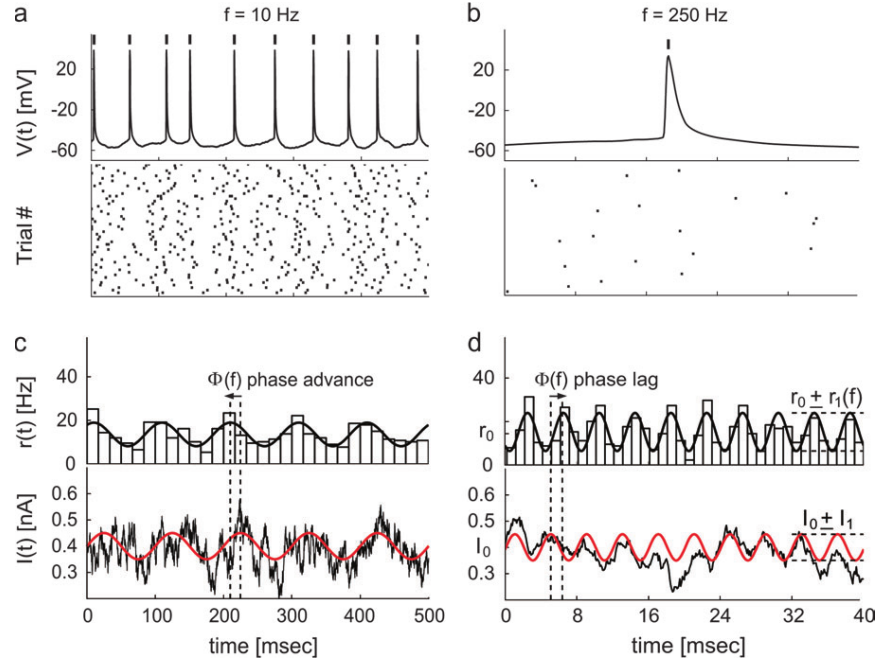 a f = 10 Hz
b f = 250 Hz
V(t) [mV]
20
-20
-60
20
-20
-60
Trial #
c
Φ(f) phase advance
r(t) [Hz]
40
20
0
d
Φ(f) phase lag
r₀ ± r₁(f)
40
r₀
0
I(t) [nA]
0.6
0.5
0.4
0.3
0.6
0.5
I₀
0.3
I₀ ± I₁
0 100 200 300 400 500
time [msec]
0 8 16 24 32 40
time [msec]